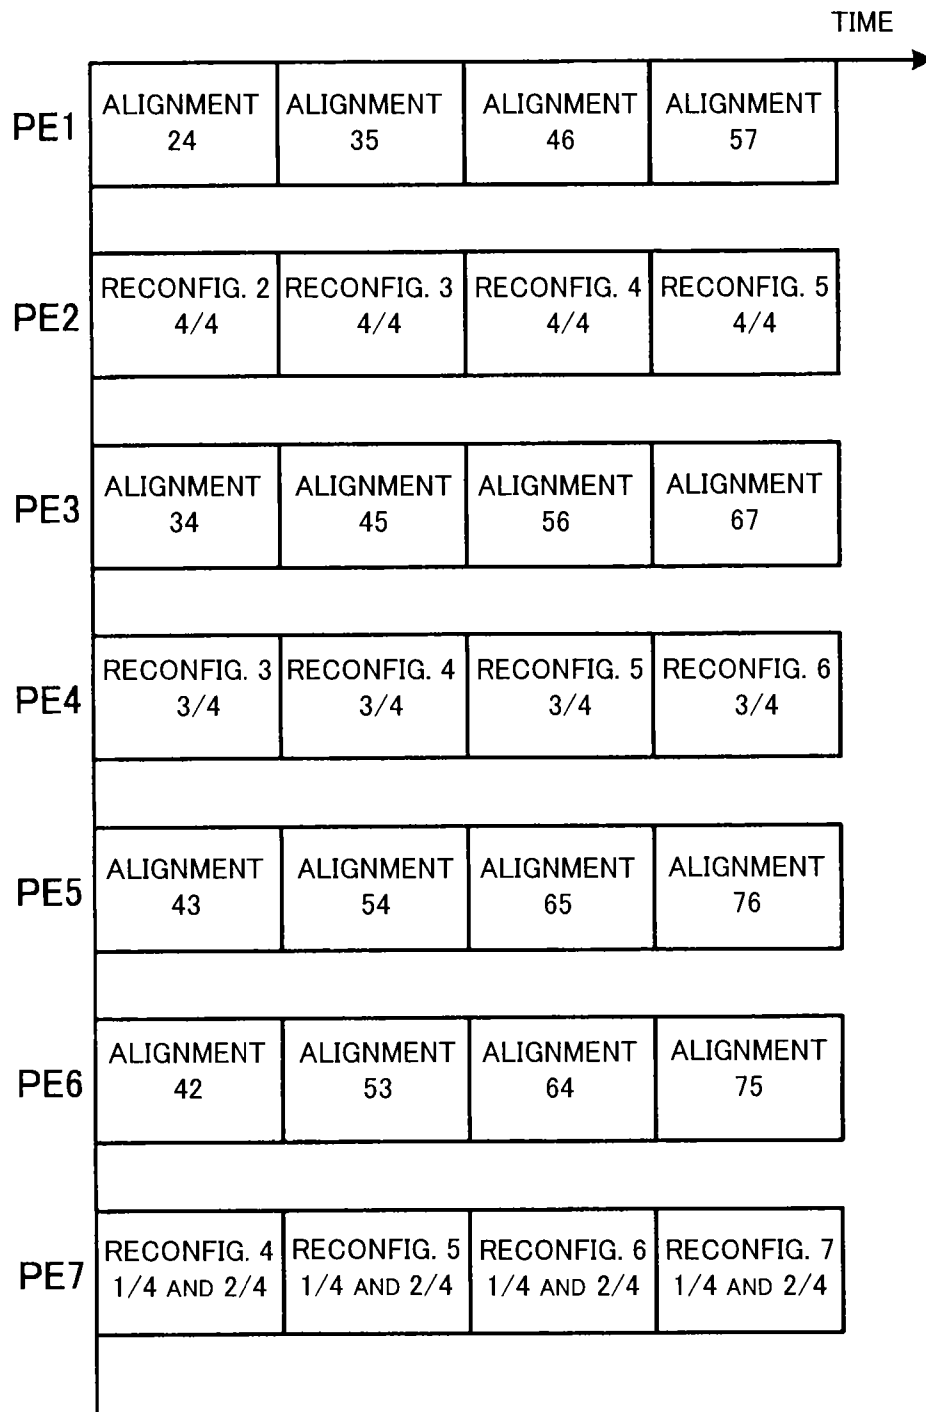 TIME
PE1
ALIGNMENT
24
ALIGNMENT
35
ALIGNMENT
46
ALIGNMENT
57
PE2
RECONFIG. 2
4/4
RECONFIG. 3
4/4
RECONFIG. 4
4/4
RECONFIG. 5
4/4
PE3
ALIGNMENT
34
ALIGNMENT
45
ALIGNMENT
56
ALIGNMENT
67
PE4
RECONFIG. 3
3/4
RECONFIG. 4
3/4
RECONFIG. 5
3/4
RECONFIG. 6
3/4
PE5
ALIGNMENT
43
ALIGNMENT
54
ALIGNMENT
65
ALIGNMENT
76
PE6
ALIGNMENT
42
ALIGNMENT
53
ALIGNMENT
64
ALIGNMENT
75
PE7
RECONFIG. 4
1/4 AND 2/4
RECONFIG. 5
1/4 AND 2/4
RECONFIG. 6
1/4 AND 2/4
RECONFIG. 7
1/4 AND 2/4